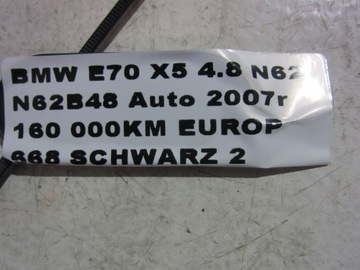 BMW E70 X5 4.8 N62
N62B48 Auto 2007r
160 000KM EUROP
668 SCHWARZ 2